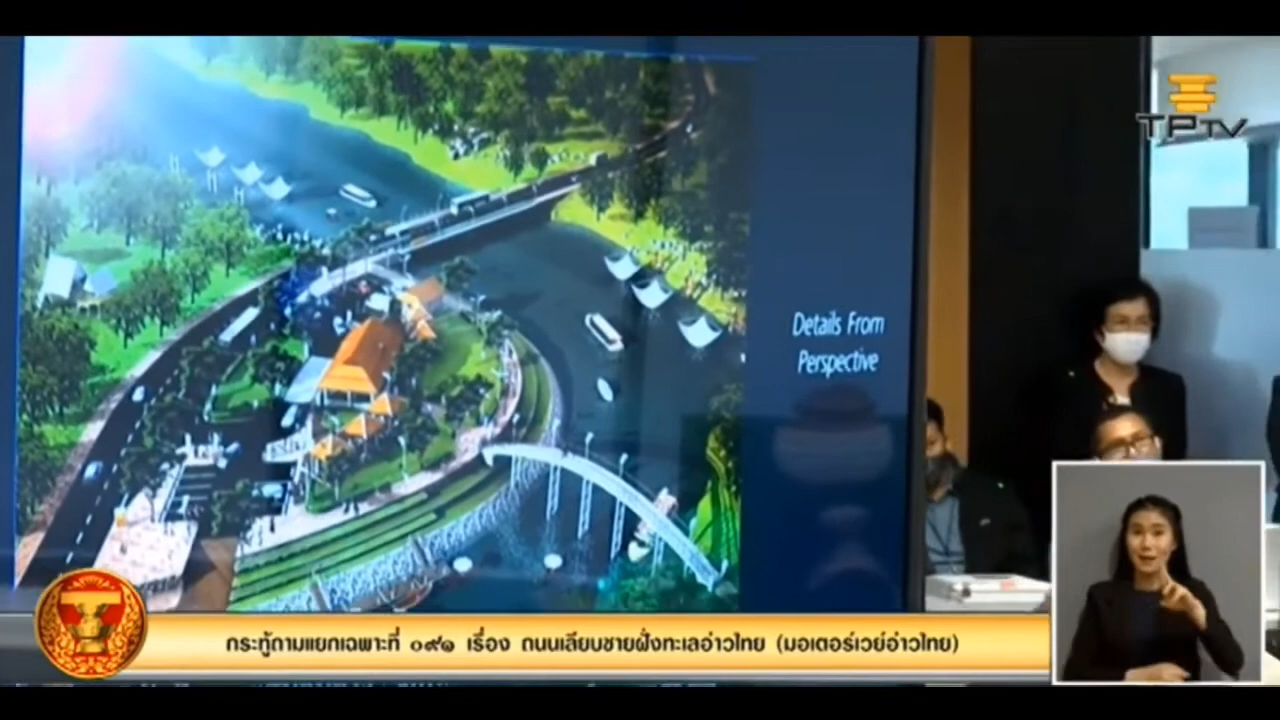 TPTV
Details From
Perspective
กระทู้ถามแยกเฉพาะที่ ๐๙๑ เรื่อง ถนนเลียบชายฝั่งทะเลอ่าวไทย (มอเตอร์เวย์อ่าวไทย)